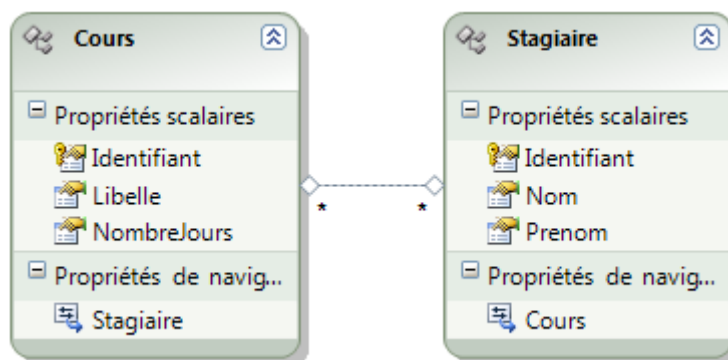 Cours
Propriétés scalaires
Identifiant
Libelle
NombreJours
Propriétés de navig...
Stagiaire
* *
Stagiaire
Propriétés scalaires
Identifiant
Nom
Prenom
Propriétés de navig...
Cours